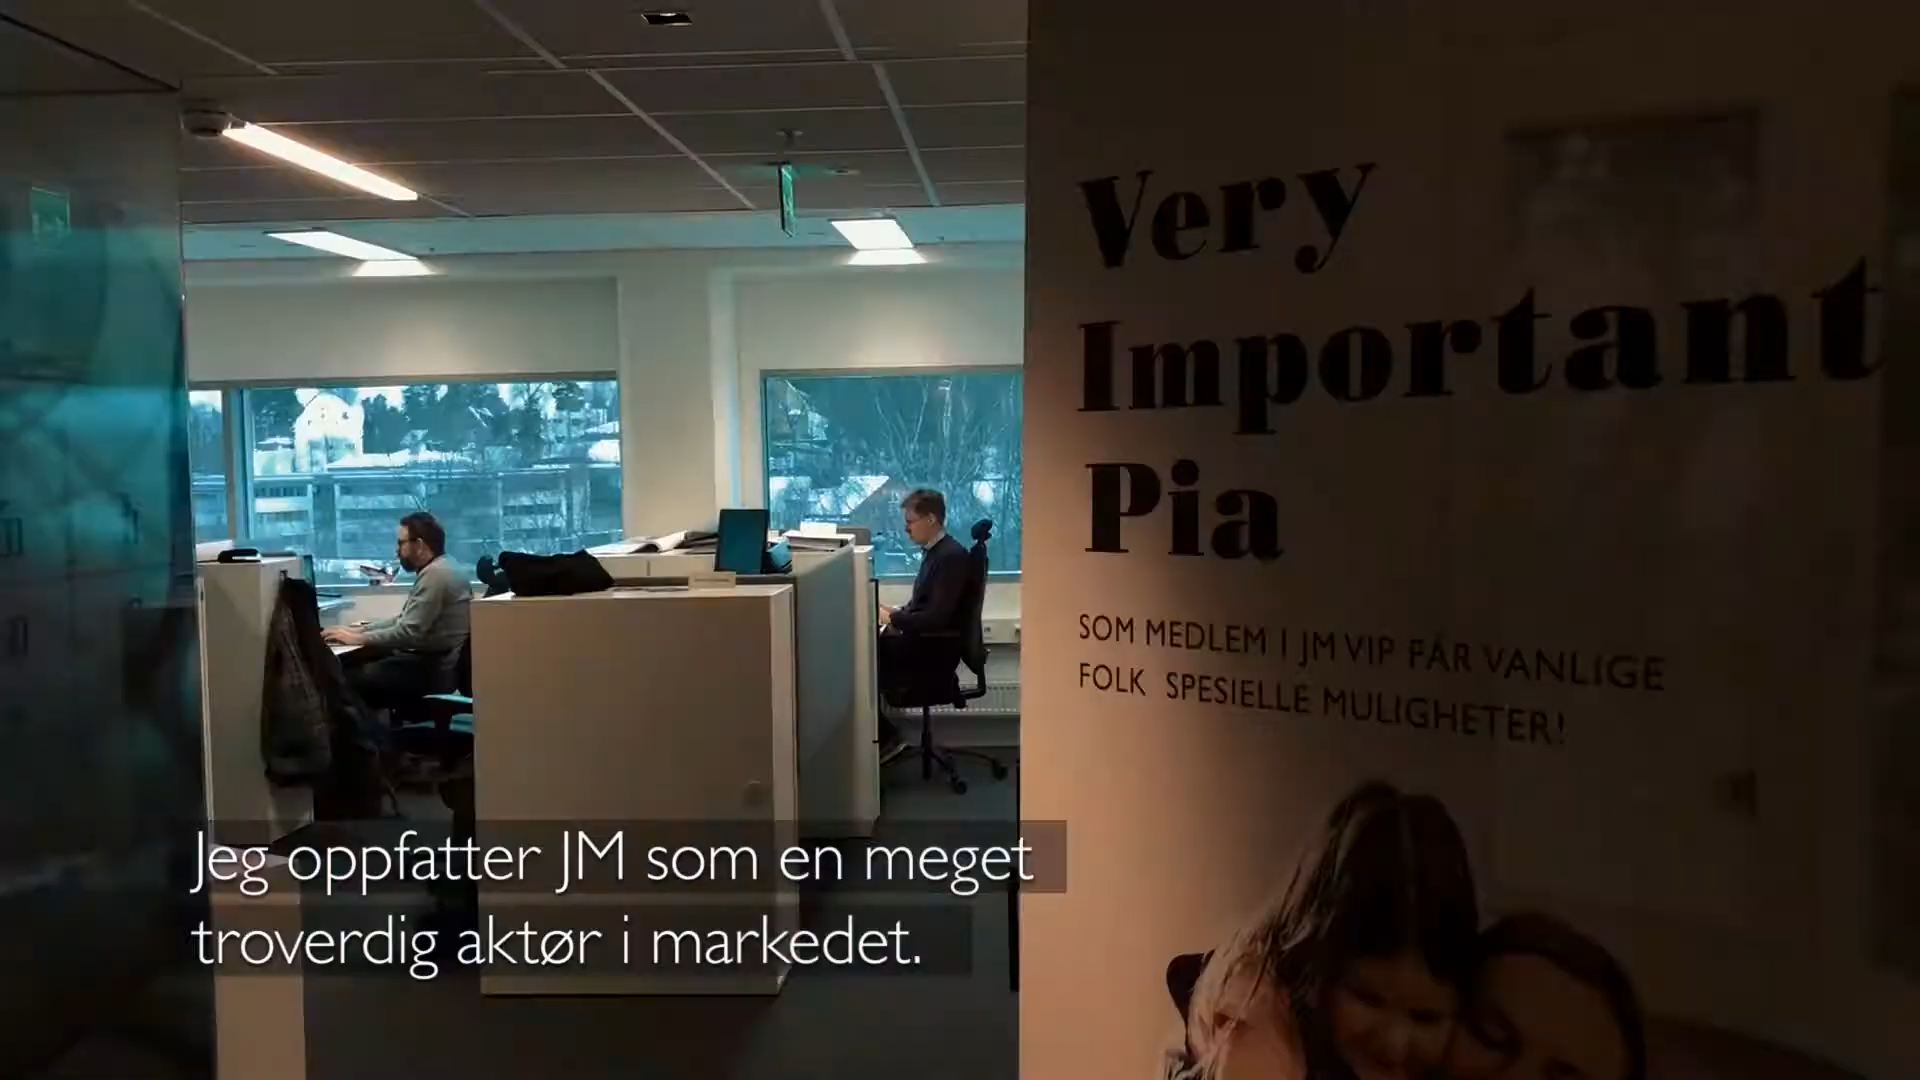 Very
Important
Pia
SOM MEDLEM I JM VIP FÅR VANLIGE
FOLK SPESIELLE MULIGHETER!
Jeg oppfatter JM som en meget
troverdig aktør i markedet.